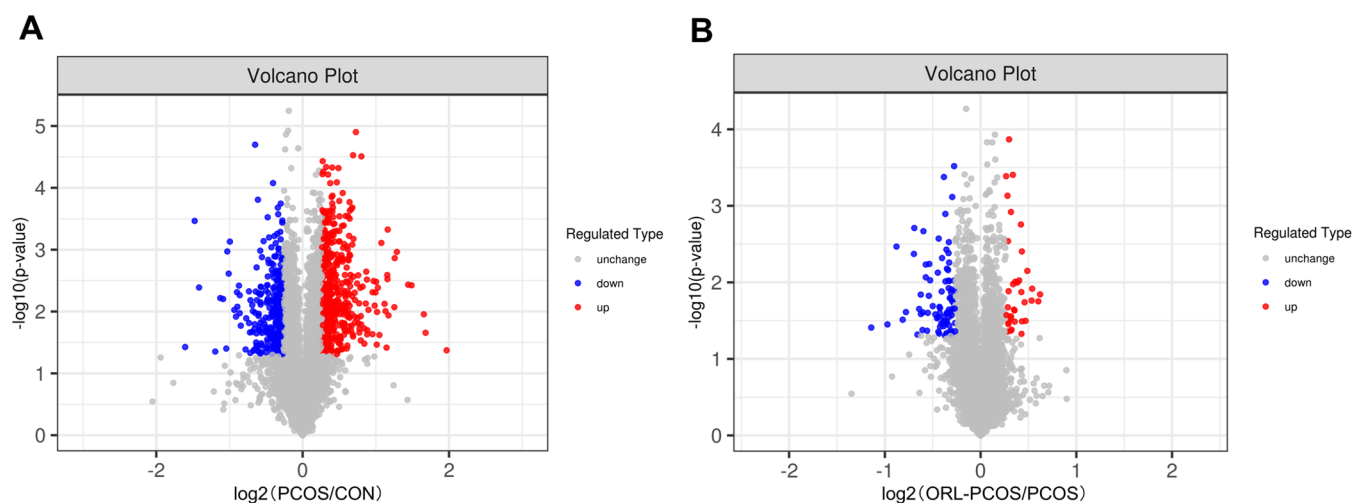 A
Volcano Plot
5
4
3
2
1
0
-log10(p-value)
-2
0
2
log2(PCOS/CON)
Regulated Type
unchange
down
up
B
Volcano Plot
4
3
2
1
0
-log10(p-value)
-2
-1
0
1
2
log2(ORL-PCOS/PCOS)
Regulated Type
unchange
down
up